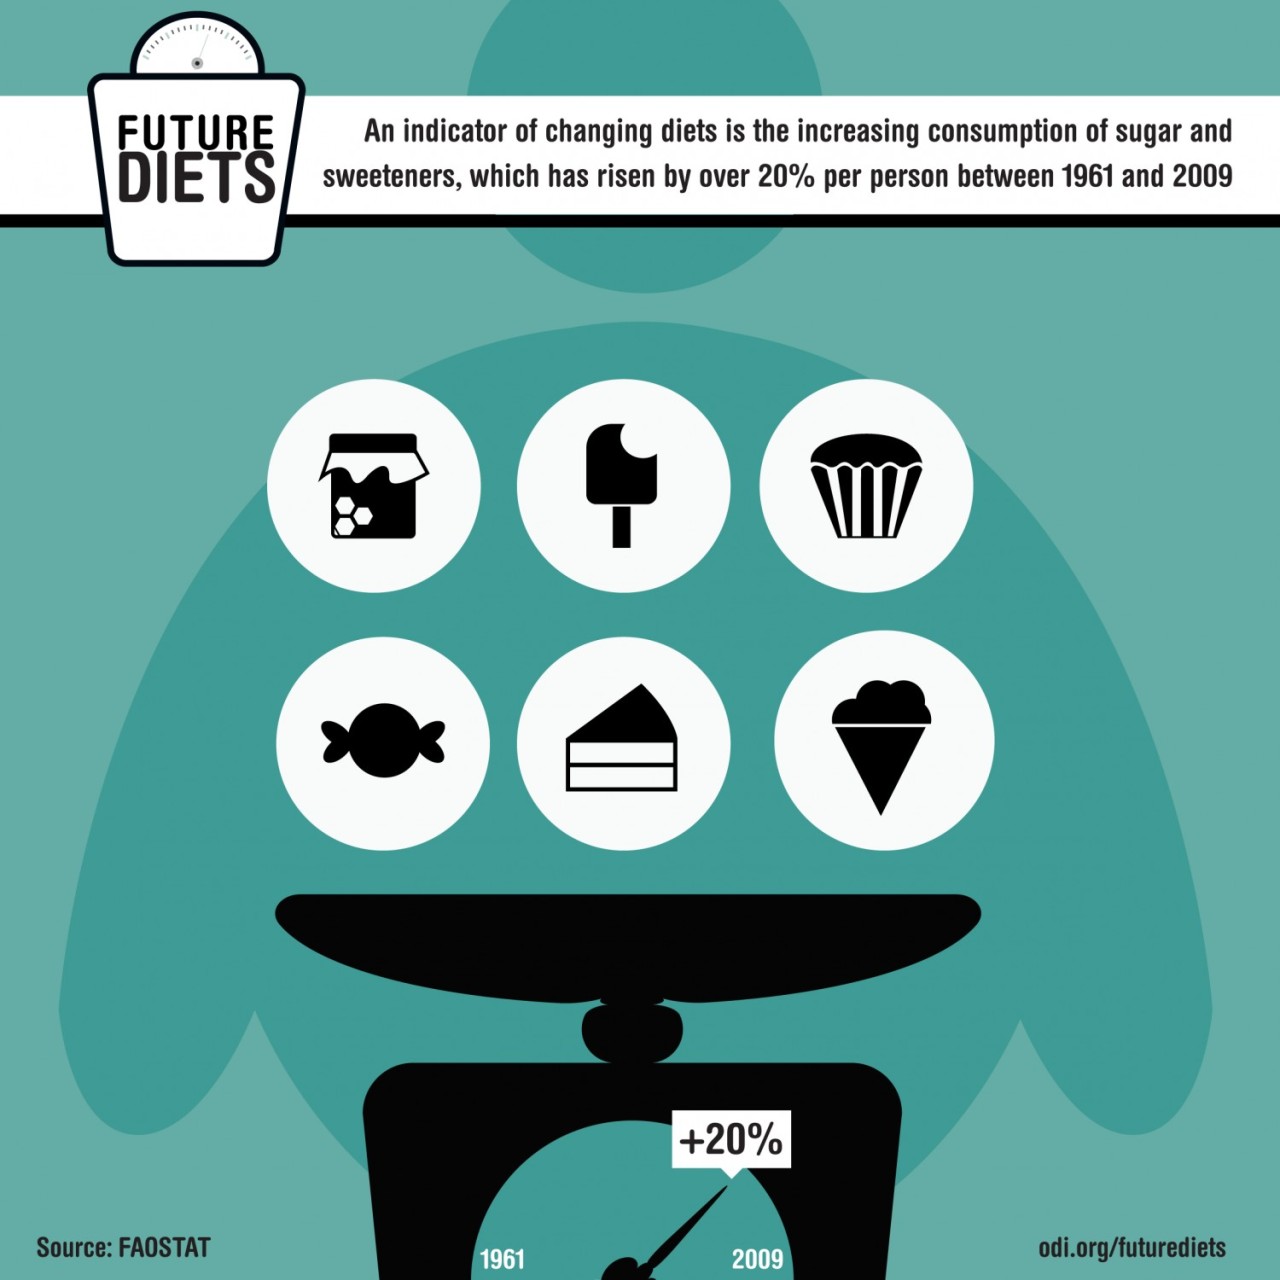 FUTURE
DIETS
An indicator of changing diets is the increasing consumption of sugar and
sweeteners, which has risen by over 20% per person between 1961 and 2009
+20%
1961
2009
Source: FAOSTAT
odi.org/futurediets